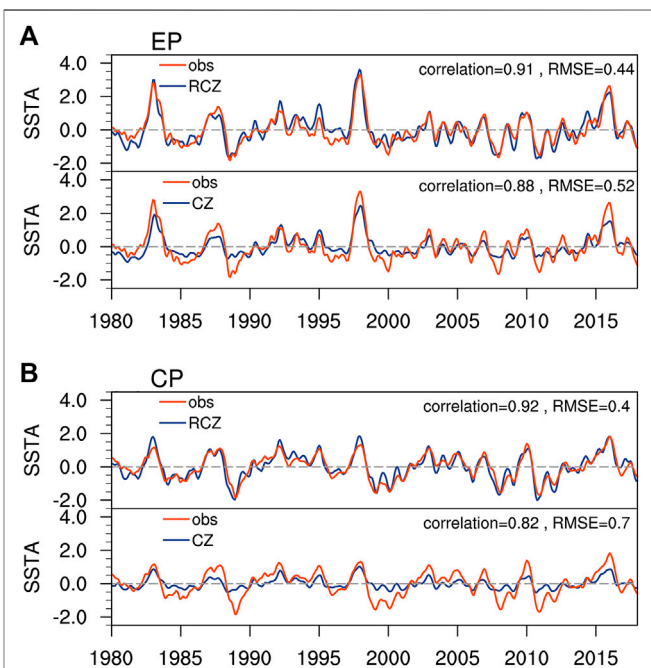 A
EP
4.0
obs
RCZ
correlation=0.91 , RMSE=0.44
2.0
SSTA
0.0
-2.0
4.0
obs
CZ
correlation=0.88 , RMSE=0.52
2.0
SSTA
0.0
-2.0
1980 1985 1990 1995 2000 2005 2010 2015
B
CP
4.0
obs
RCZ
correlation=0.92 , RMSE=0.4
2.0
SSTA
0.0
-2.0
4.0
obs
CZ
correlation=0.82 , RMSE=0.7
2.0
SSTA
0.0
-2.0
1980 1985 1990 1995 2000 2005 2010 2015